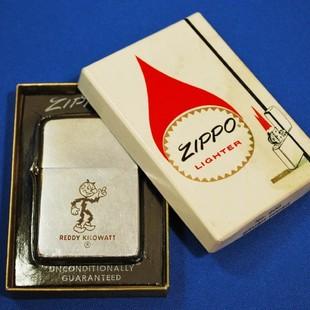 ZIPPO
REDDY KILOWATT
®
UNCONDITIONALLY
GUARANTEED
ZIPPO
LIGHTER